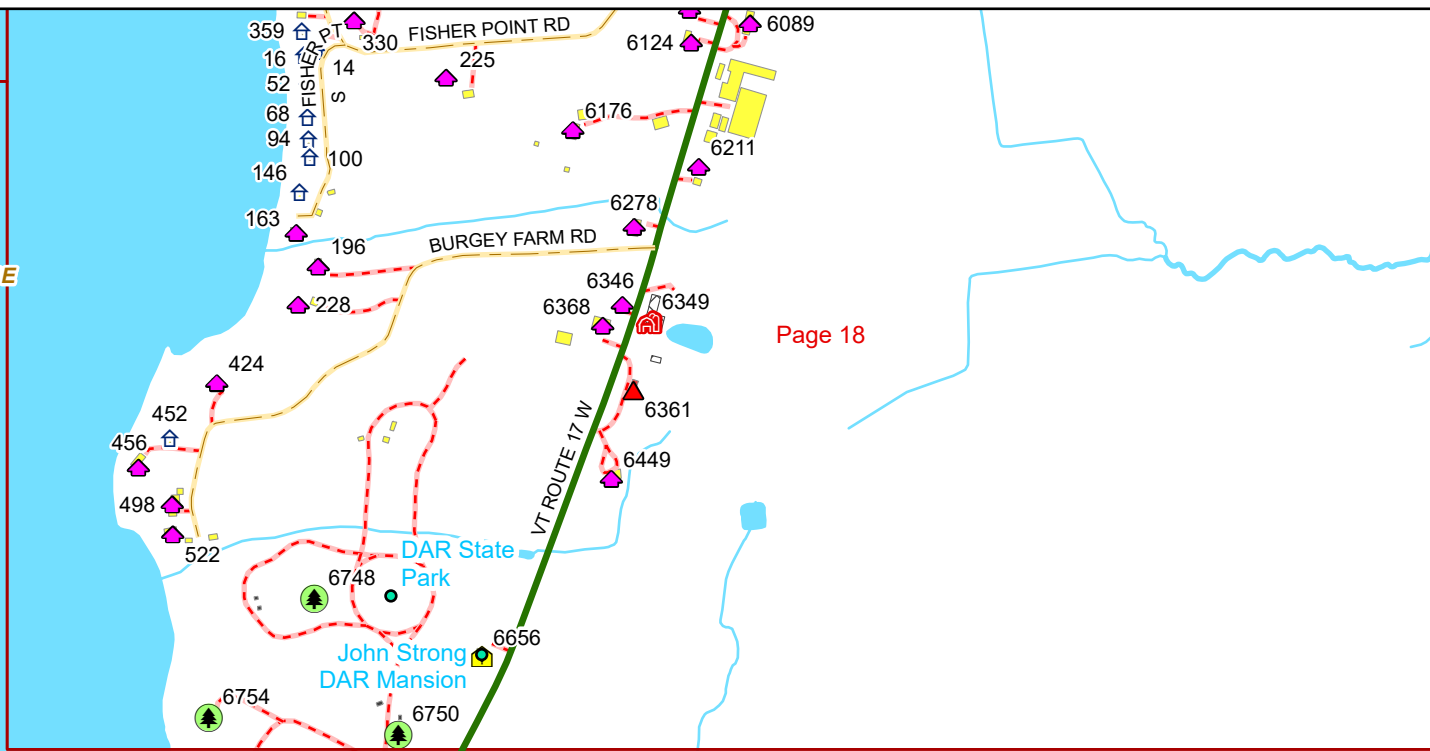 359
FISHER PT
330
FISHER POINT RD
6124
6089
16
14
225
52
S
68
6176
94
100
6211
146
163
6278
196
BURGEY FARM RD
E
228
6346
6349
6368
Page 18
424
6361
452
VT ROUTE 17 W
456
6449
498
522
DAR State
Park
6748
6656
John Strong
DAR Mansion
6754
6750